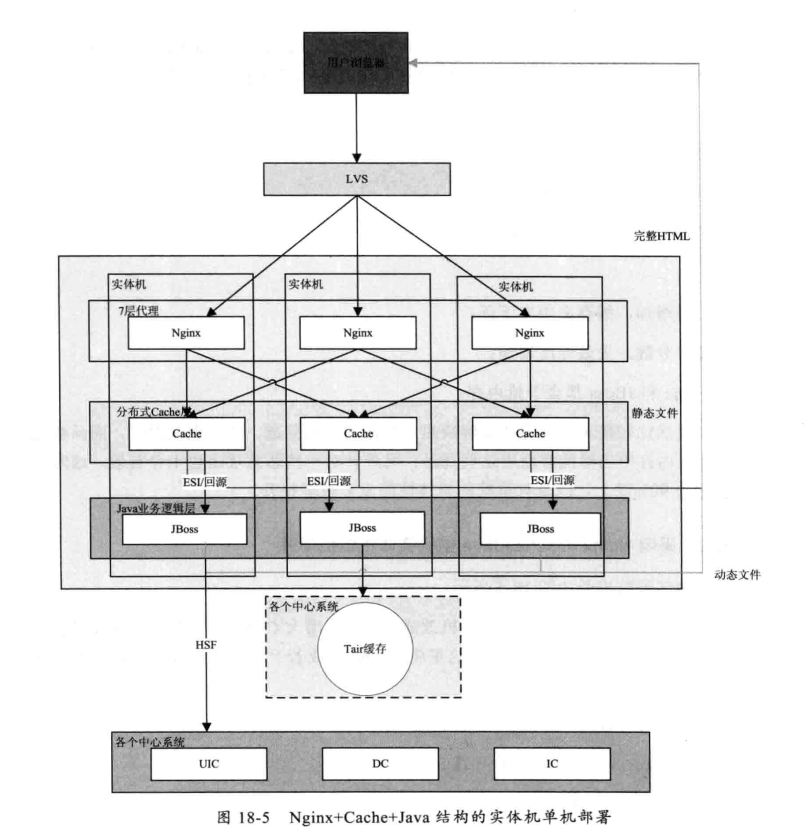 用户浏览器
LVS
完整HTML
实体机
实体机
实体机
7层代理
Nginx
Nginx
Nginx
分布式Cache层
静态文件
Cache
Cache
Cache
ESI/回源
ESI/回源
ESI/回源
Java业务逻辑层
JBoss
JBoss
JBoss
动态文件
各个中心系统
Tair缓存
HSF
各个中心系统
UIC
DC
IC
图 18-5 Nginx+Cache+Java 结构的实体机单机部署